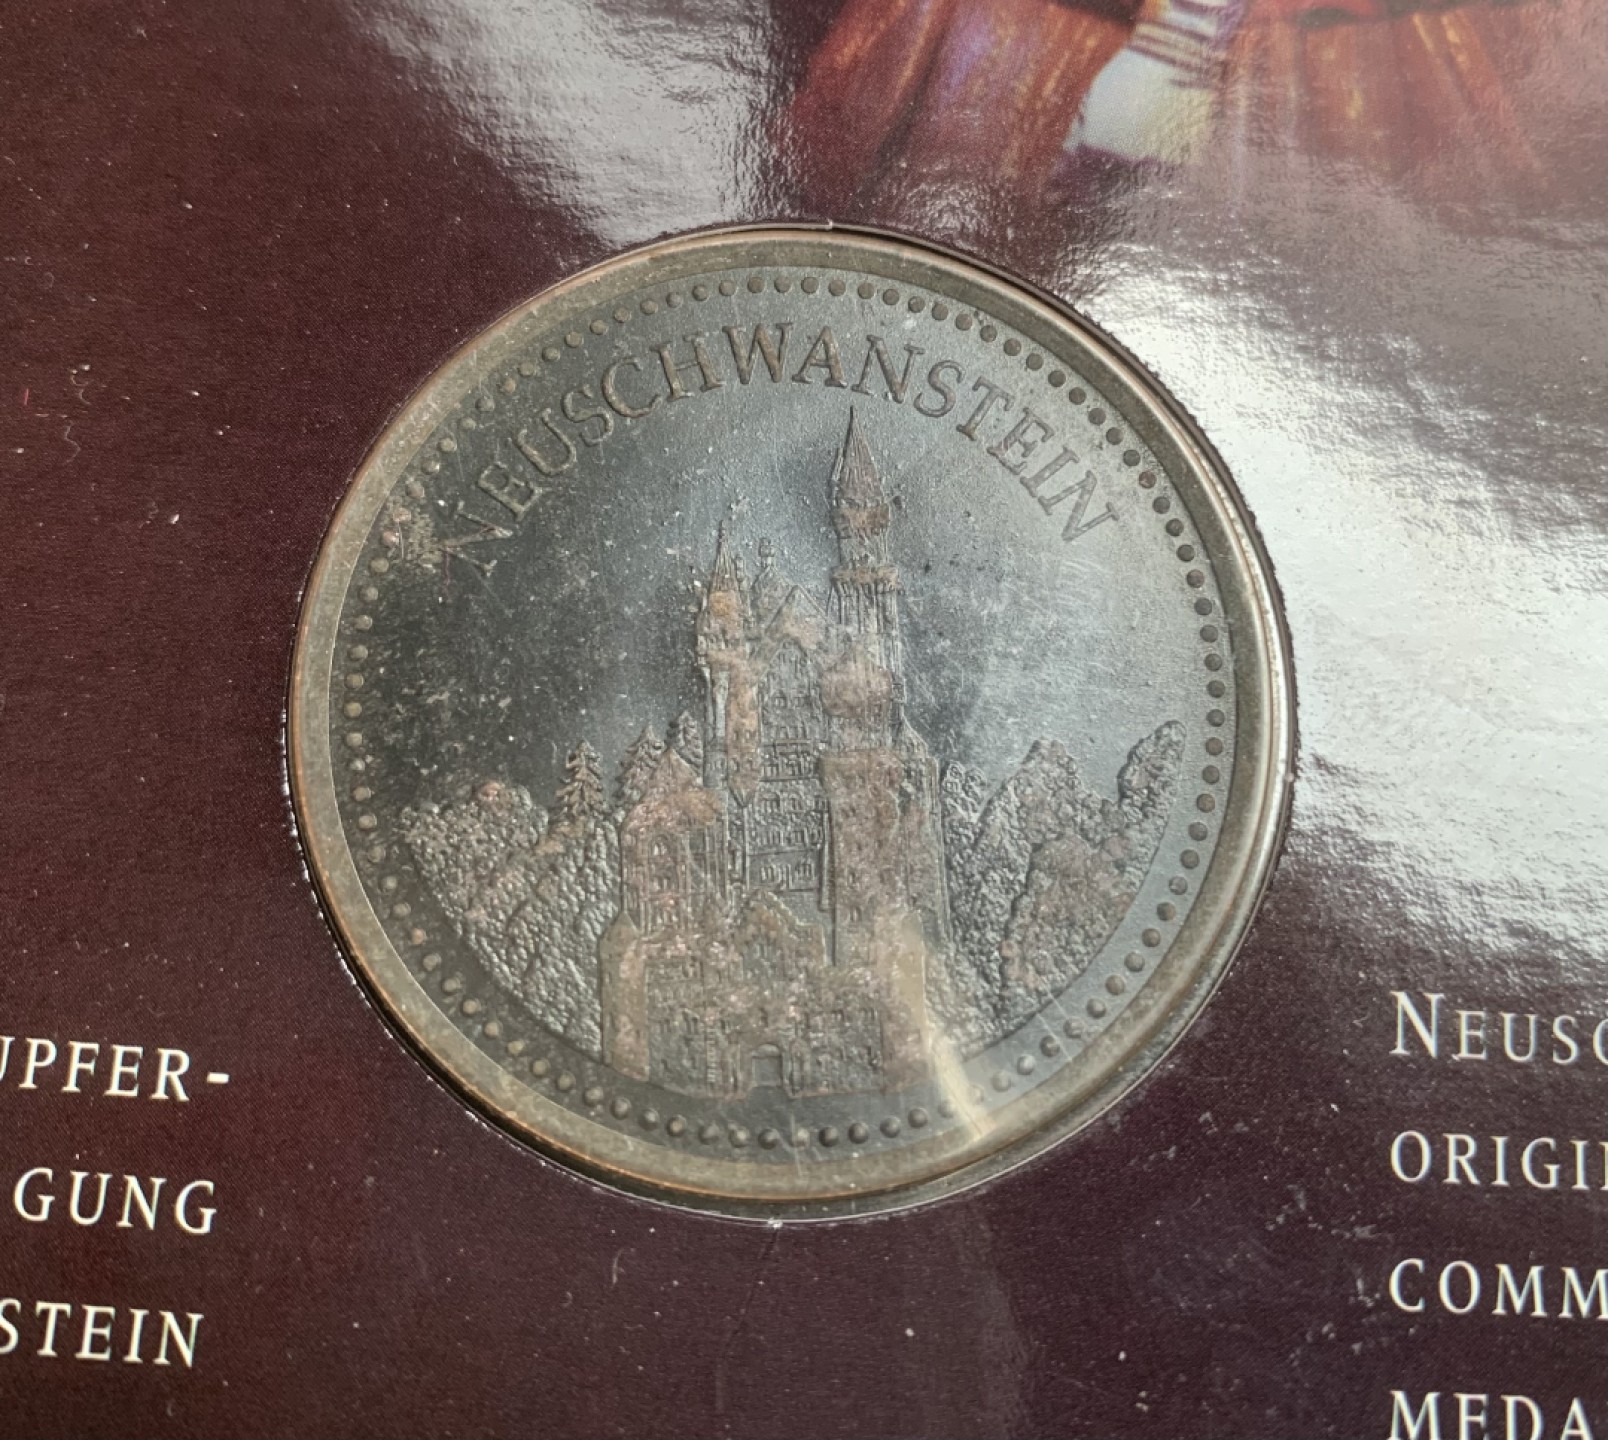 NEUSCHWANSTEIN
UPFER-
GUNG
STEIN
NEUSC
ORIGI
COMM
MEDA